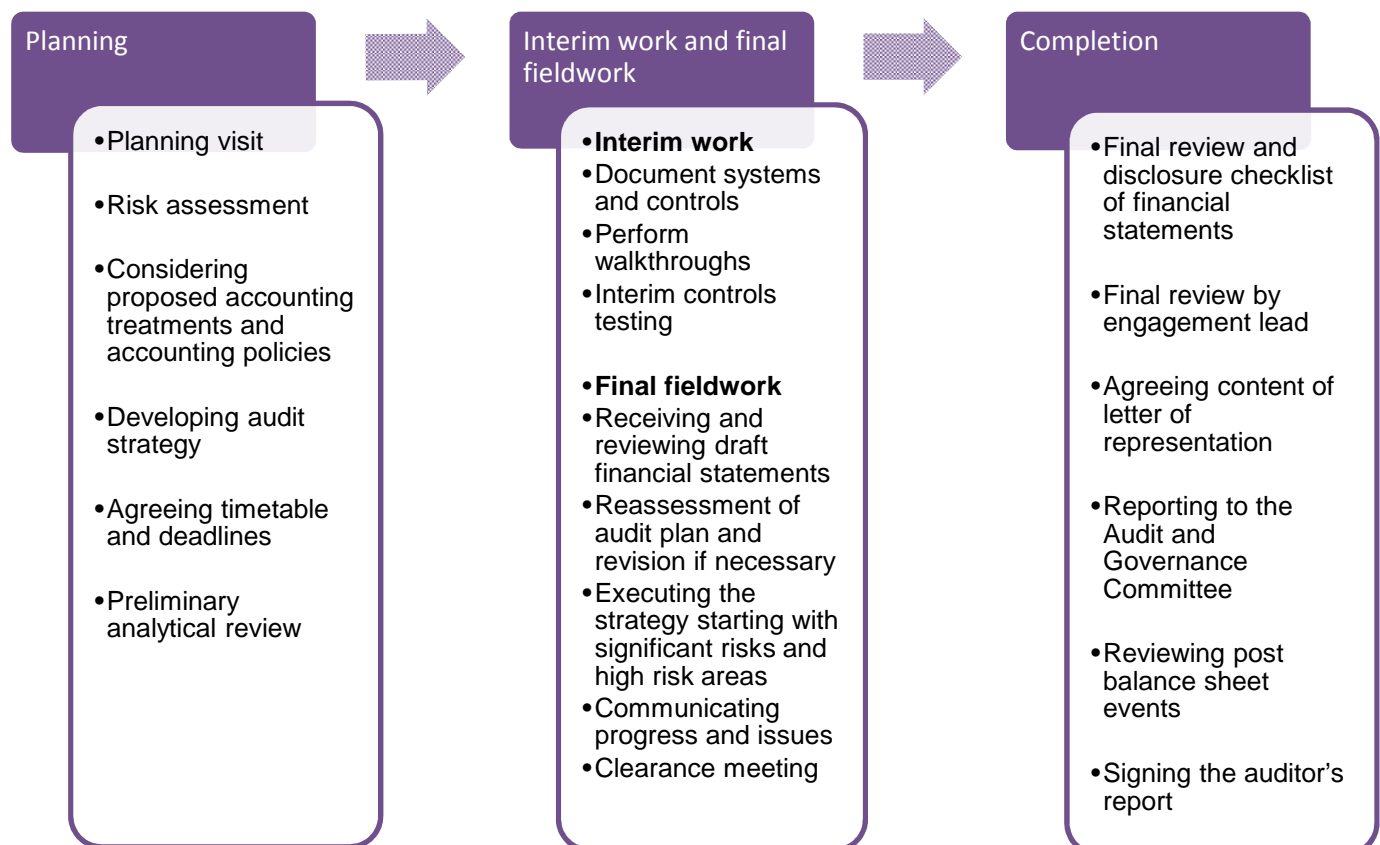 Planning
•Planning visit
•Risk assessment
•Considering
proposed accounting
treatments and
accounting policies
•Developing audit
strategy
•Agreeing timetable
and deadlines
•Preliminary
analytical review
Interim work and final
fieldwork
•Interim work
•Document systems
and controls
•Perform
walkthroughs
•Interim controls
testing
•Final fieldwork
•Receiving and
reviewing draft
financial statements
•Reassessment of
audit plan and
revision if necessary
•Executing the
strategy starting with
significant risks and
high risk areas
•Communicating
progress and issues
•Clearance meeting
Completion
•Final review and
disclosure checklist
of financial
statements
•Final review by
engagement lead
•Agreeing content of
letter of
representation
•Reporting to the
Audit and
Governance
Committee
•Reviewing post
balance sheet
events
•Signing the auditor’s
report